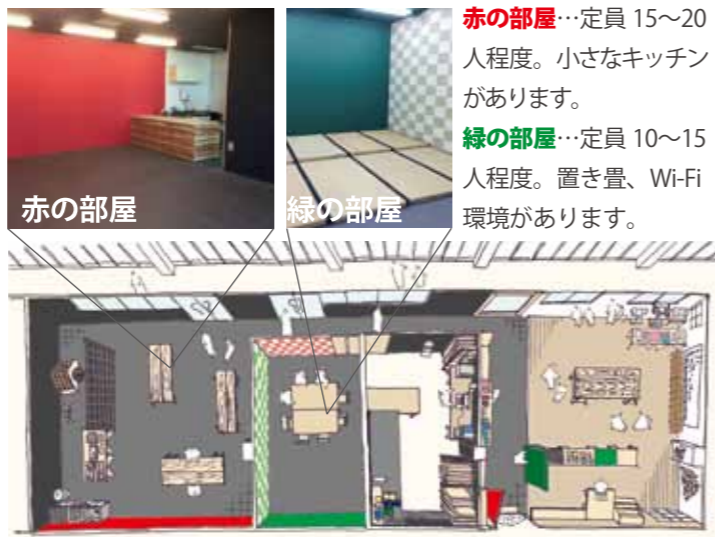 赤の部屋
緑の部屋
赤の部屋…定員 15～20
人程度。小さなキッチン
があります。
緑の部屋…定員 10～15
人程度。置き畳、Wi-Fi
環境があります。